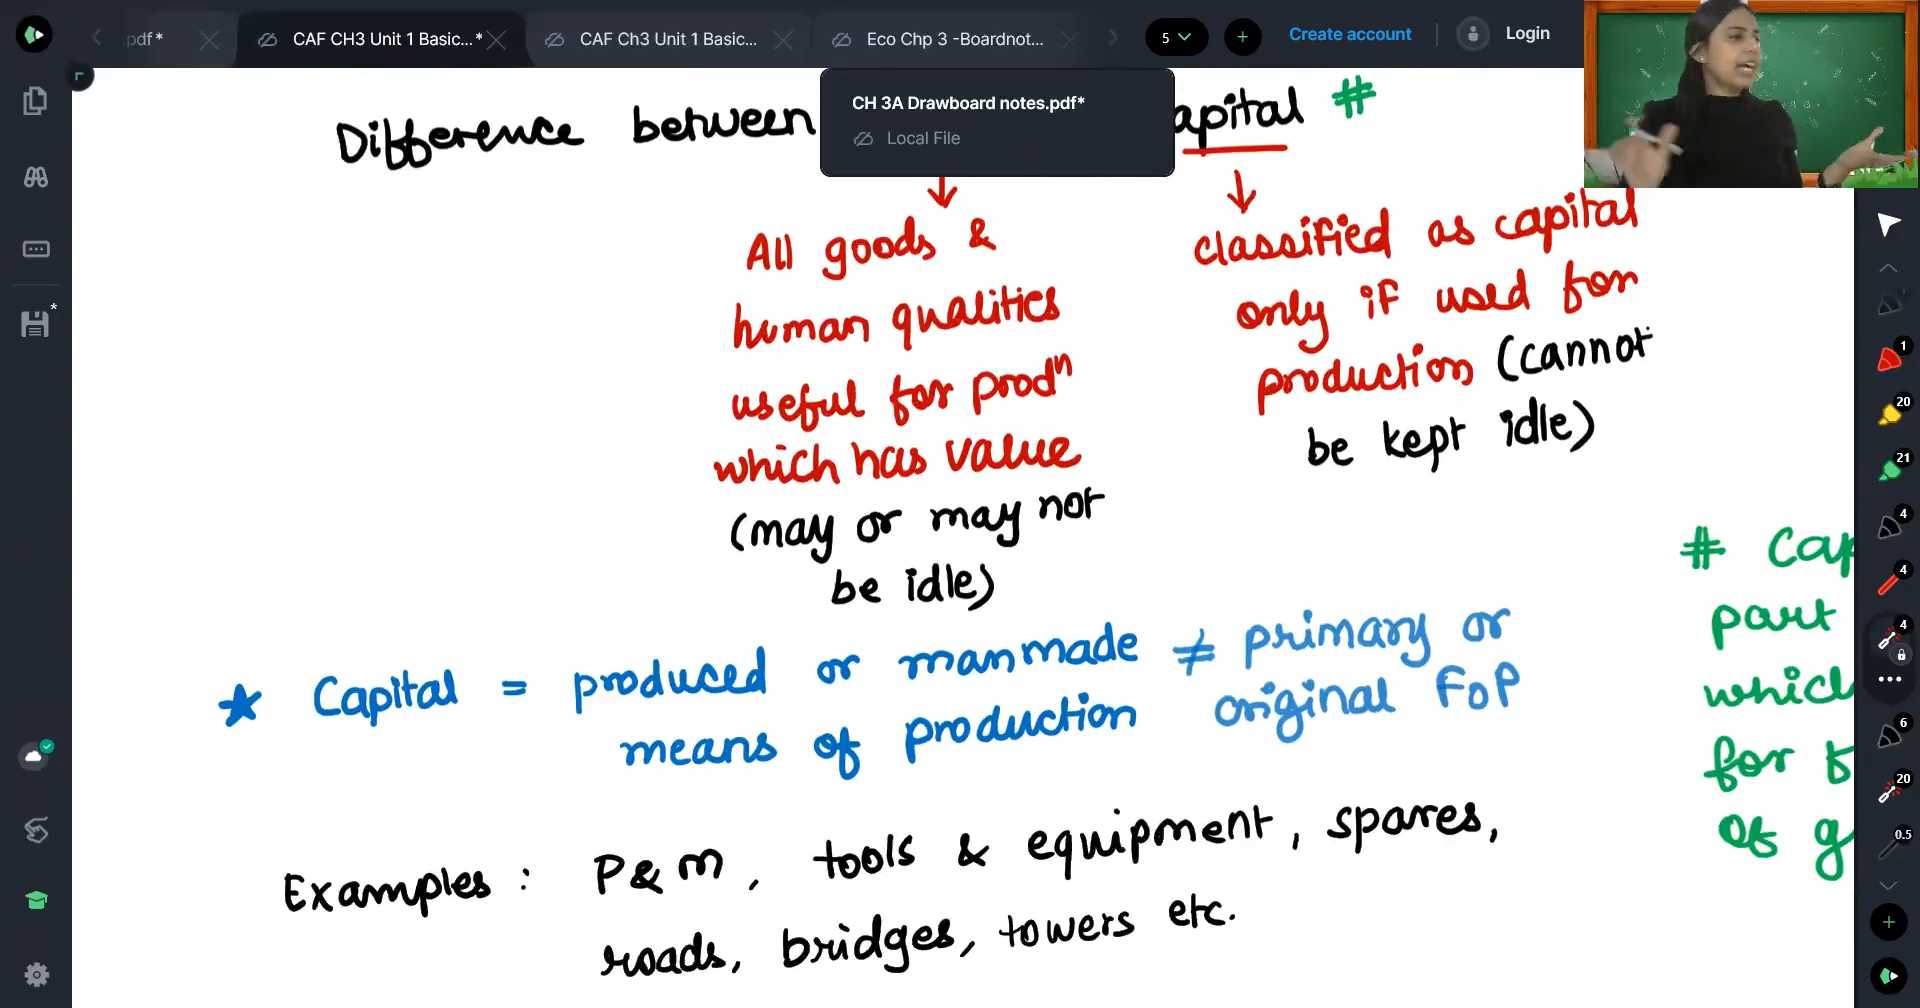 pdf *
CAF CH3 Unit 1 Basic...*
CAF Ch3 Unit 1 Basic...
Eco Chp 3 -Boardnot...
5
Create account
Login
CH 3A Drawboard notes.pdf*
Local File
Difference between apital #
All goods &
human qualities
useful for prodⁿ
which has value
(may or may not
be idle)
classified as capital
only if used for
production (cannot
be kept idle)
★ Capital = produced or manmade ≠ primary or
means of production original FoP
Examples : P & M, tools & equipment, spares,
roads, bridges, towers etc.
# Cap
part
which
for
of g
1
20
21
4
4
4
6
20
0.5